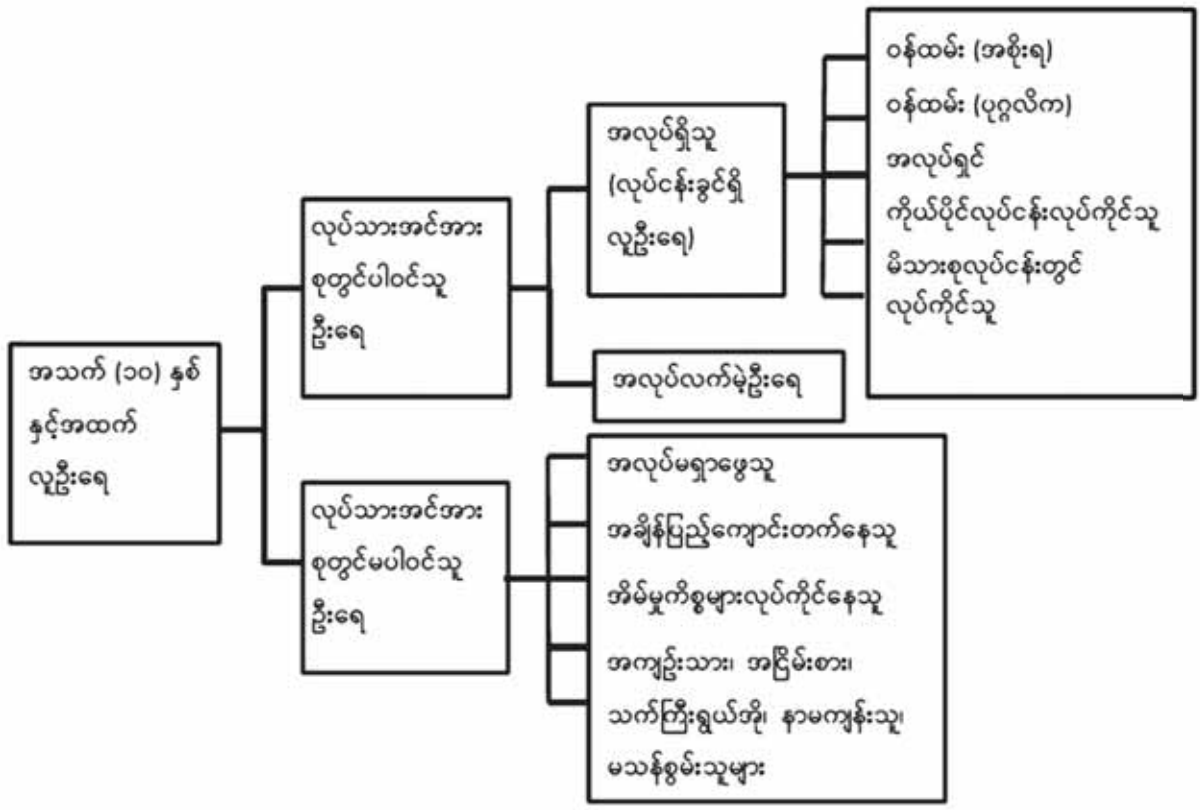 အသက် (၁၀) နှစ်
နှင့်အထက်
လူဦးရေ
လုပ်သားအင်အား
စုတွင်ပါဝင်သူ
ဦးရေ
လုပ်သားအင်အား
စုတွင်မပါဝင်သူ
ဦးရေ
အလုပ်ရှိသူ
(လုပ်ငန်းခွင်ရှိ
လူဦးရေ)
အလုပ်လက်မဲ့ဦးရေ
ဝန်ထမ်း (အစိုးရ)
ဝန်ထမ်း (ပုဂ္ဂလိက)
အလုပ်ရှင်
ကိုယ်ပိုင်လုပ်ငန်းလုပ်ကိုင်သူ
မိသားစုလုပ်ငန်းတွင်
လုပ်ကိုင်သူ
အလုပ်မရှာဖွေသူ
အချိန်ပြည့်ကျောင်းတက်နေသူ
အိမ်မှုကိစ္စများလုပ်ကိုင်နေသူ
အကျဉ်းသား၊ အငြိမ်းစား၊
သက်ကြီးရွယ်အို၊ နာမကျန်းသူ၊
မသန်စွမ်းသူများ